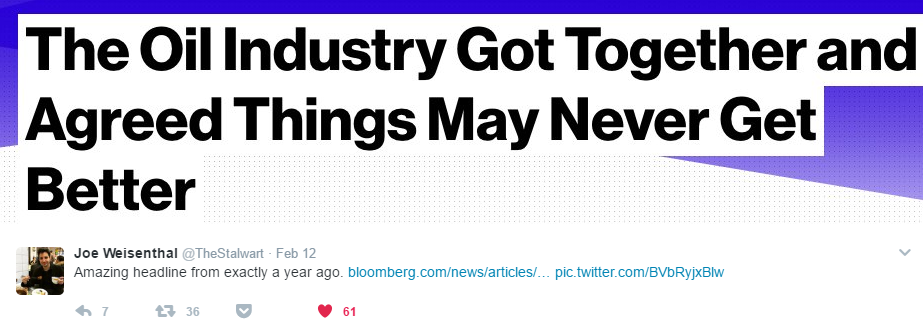 The Oil Industry Got Together and
Agreed Things May Never Get
Better
Joe Weisenthal @TheStalwart · Feb 12
Amazing headline from exactly a year ago. bloomberg.com/news/articles/… pic.twitter.com/BVbRyjxBlw
7 36 61